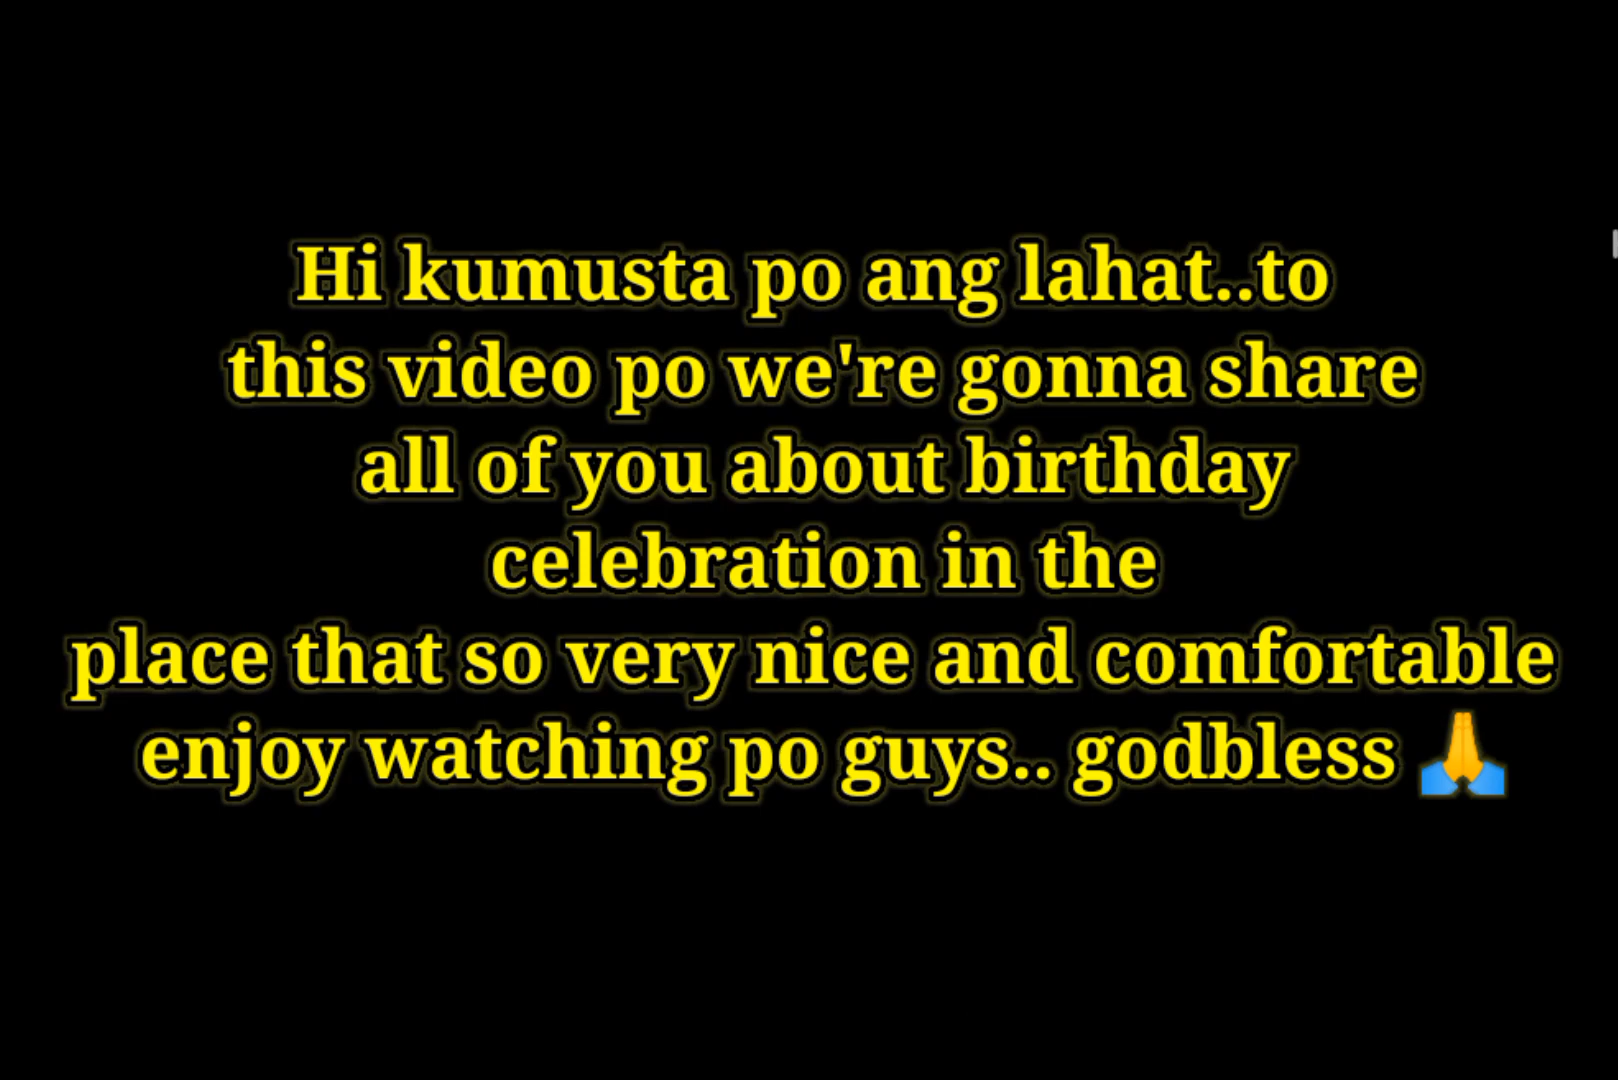 Hi kumusta po ang lahat..to
this video po we're gonna share
all of you about birthday
celebration in the
place that so very nice and comfortable
enjoy watching po guys.. godbless 🙏